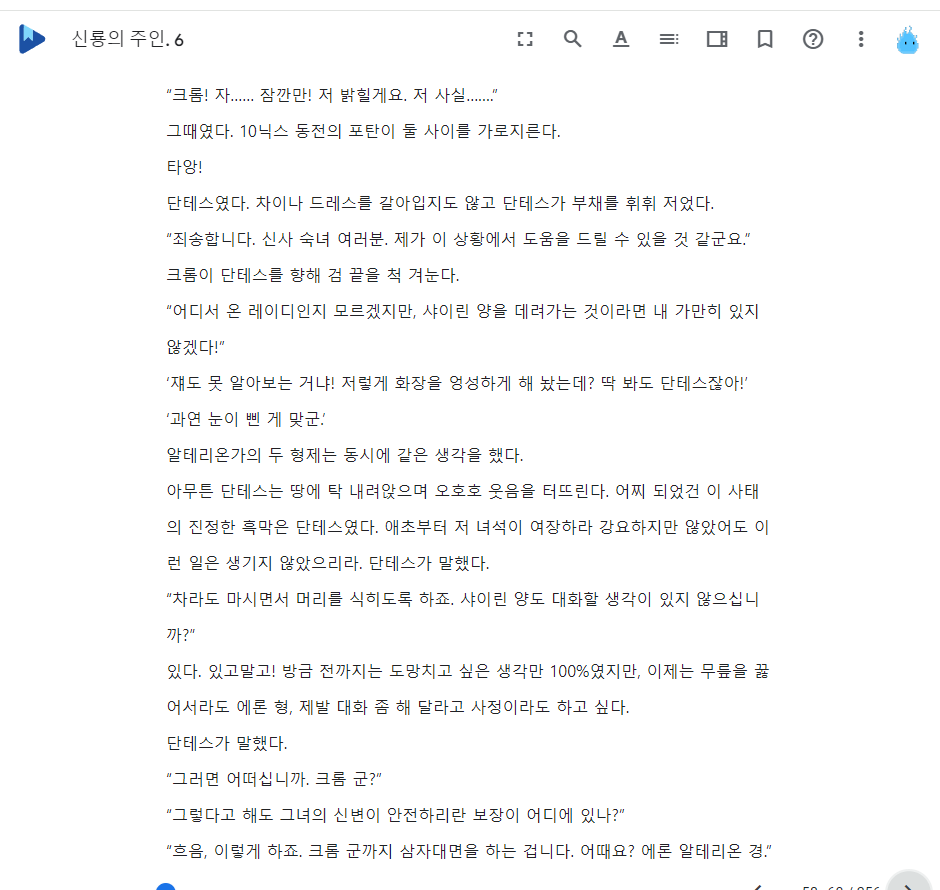 신룡의 주인. 6
“크롬! 자...... 잠깐만! 저 밝힐게요. 저 사실.......”
그때였다. 10닉스 동전의 포탄이 둘 사이를 가로지른다.
타앙!
단테스였다. 차이나 드레스를 갈아입지도 않고 단테스가 부채를 휘휘 저었다.
“죄송합니다. 신사 숙녀 여러분. 제가 이 상황에서 도움을 드릴 수 있을 것 같군요.”
크롬이 단테스를 향해 검 끝을 척 겨눈다.
“어디서 온 레이디인지 모르겠지만, 샤이린 양을 데려가는 것이라면 내 가만히 있지
않겠다!”
‘쟤도 못 알아보는 거냐! 저렇게 화장을 엉성하게 해 놨는데? 딱 봐도 단테스잖아!’
‘과연 눈이 삔 게 맞군.’
알테리온가의 두 형제는 동시에 같은 생각을 했다.
아무튼 단테스는 땅에 탁 내려앉으며 오호호 웃음을 터뜨린다. 어찌 되었건 이 사태
의 진정한 흑막은 단테스였다. 애초부터 저 녀석이 여장하라 강요하지만 않았어도 이
런 일은 생기지 않았으리라. 단테스가 말했다.
“차라도 마시면서 머리를 식히도록 하죠. 샤이린 양도 대화할 생각이 있지 않으십니
까?”
있다. 있고말고! 방금 전까지는 도망치고 싶은 생각만 100%였지만, 이제는 무릎을 꿇
어서라도 에론 형, 제발 대화 좀 해 달라고 사정이라도 하고 싶다.
단테스가 말했다.
“그러면 어떠십니까. 크롬 군?”
“그렇다고 해도 그녀의 신변이 안전하리란 보장이 어디에 있나?”
“흐음, 이렇게 하죠. 크롬 군까지 삼자대면을 하는 겁니다. 어때요? 에론 알테리온 경.”